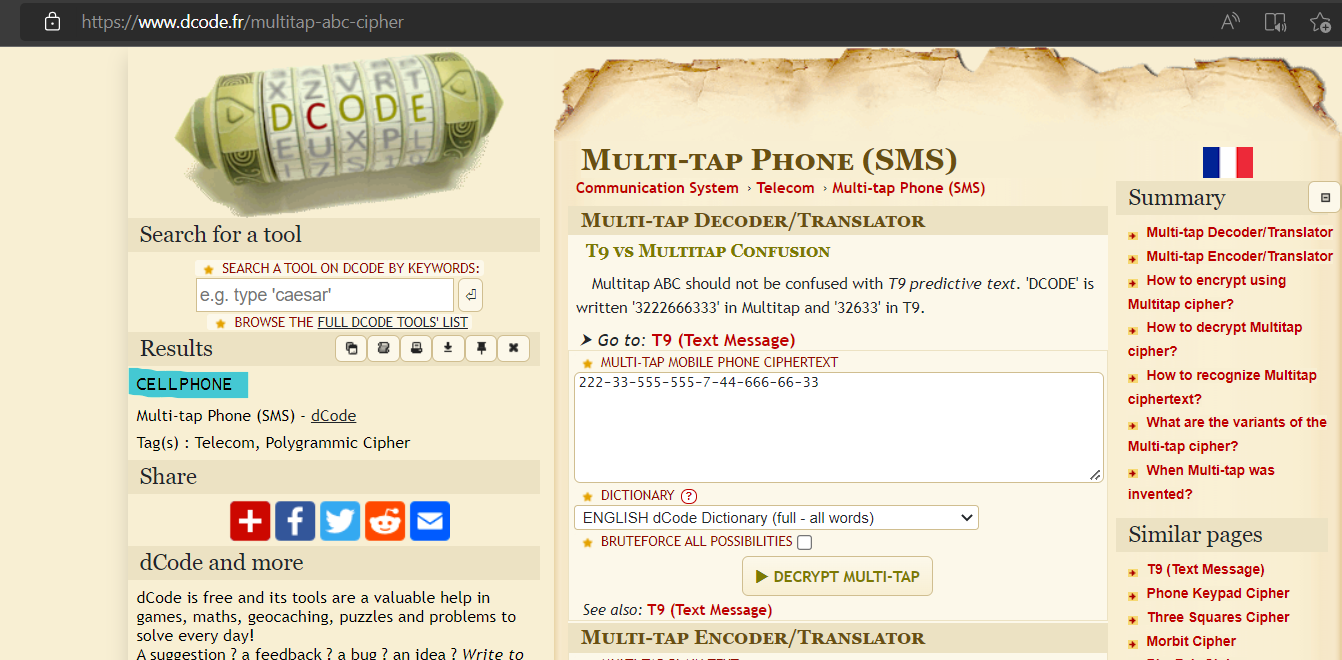 https://www.dcode.fr/multitap-abc-cipher
X Z V R T
D C O D E
E U X P L
Search for a tool
SEARCH A TOOL ON DCODE BY KEYWORDS:
e.g. type 'caesar'
BROWSE THE FULL DCODE TOOLS' LIST
Results
CELLPHONE
Multi-tap Phone (SMS) - dCode
Tag(s) : Telecom, Polygrammic Cipher
Share
dCode and more
dCode is free and its tools are a valuable help in
games, maths, geocaching, puzzles and problems to
solve every day!
A suggestion ? a feedback ? a bug ? an idea ? Write to
Multi-tap Phone (SMS)
Communication System › Telecom › Multi-tap Phone (SMS)
Multi-tap Decoder/Translator
T9 vs Multitap Confusion
Multitap ABC should not be confused with T9 predictive text. 'DCODE' is
written '3222666333' in Multitap and '32633' in T9.
➤ Go to: T9 (Text Message)
MULTI-TAP MOBILE PHONE CIPHERTEXT
222-33-555-555-7-44-666-66-33
DICTIONARY ?
ENGLISH dCode Dictionary (full - all words)
BRUTEFORCE ALL POSSIBILITIES
▶ DECRYPT MULTI-TAP
See also: T9 (Text Message)
Multi-tap Encoder/Translator
Summary
Multi-tap Decoder/Translator
Multi-tap Encoder/Translator
How to encrypt using
Multitap cipher?
How to decrypt Multitap
cipher?
How to recognize Multitap
ciphertext?
What are the variants of the
Multi-tap cipher?
When Multi-tap was
invented?
Similar pages
T9 (Text Message)
Phone Keypad Cipher
Three Squares Cipher
Morbit Cipher